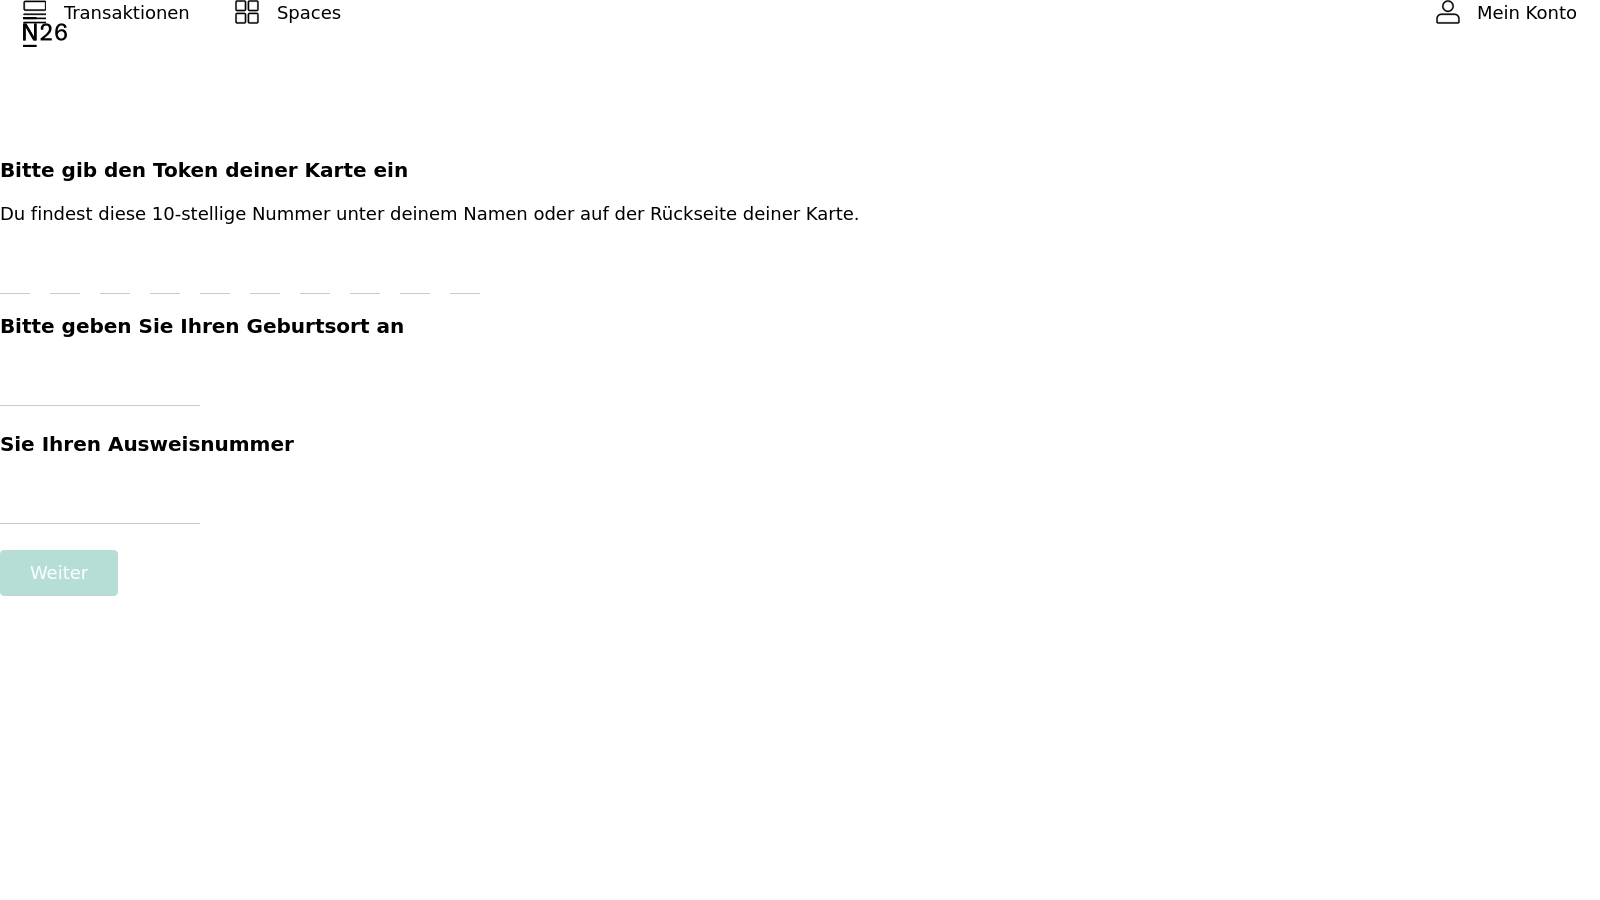 Transaktionen
Spaces
Mein Konto
N26
Bitte gib den Token deiner Karte ein
Du findest diese 10-stellige Nummer unter deinem Namen oder auf der Rückseite deiner Karte.
Bitte geben Sie Ihren Geburtsort an
Sie Ihren Ausweisnummer
Weiter